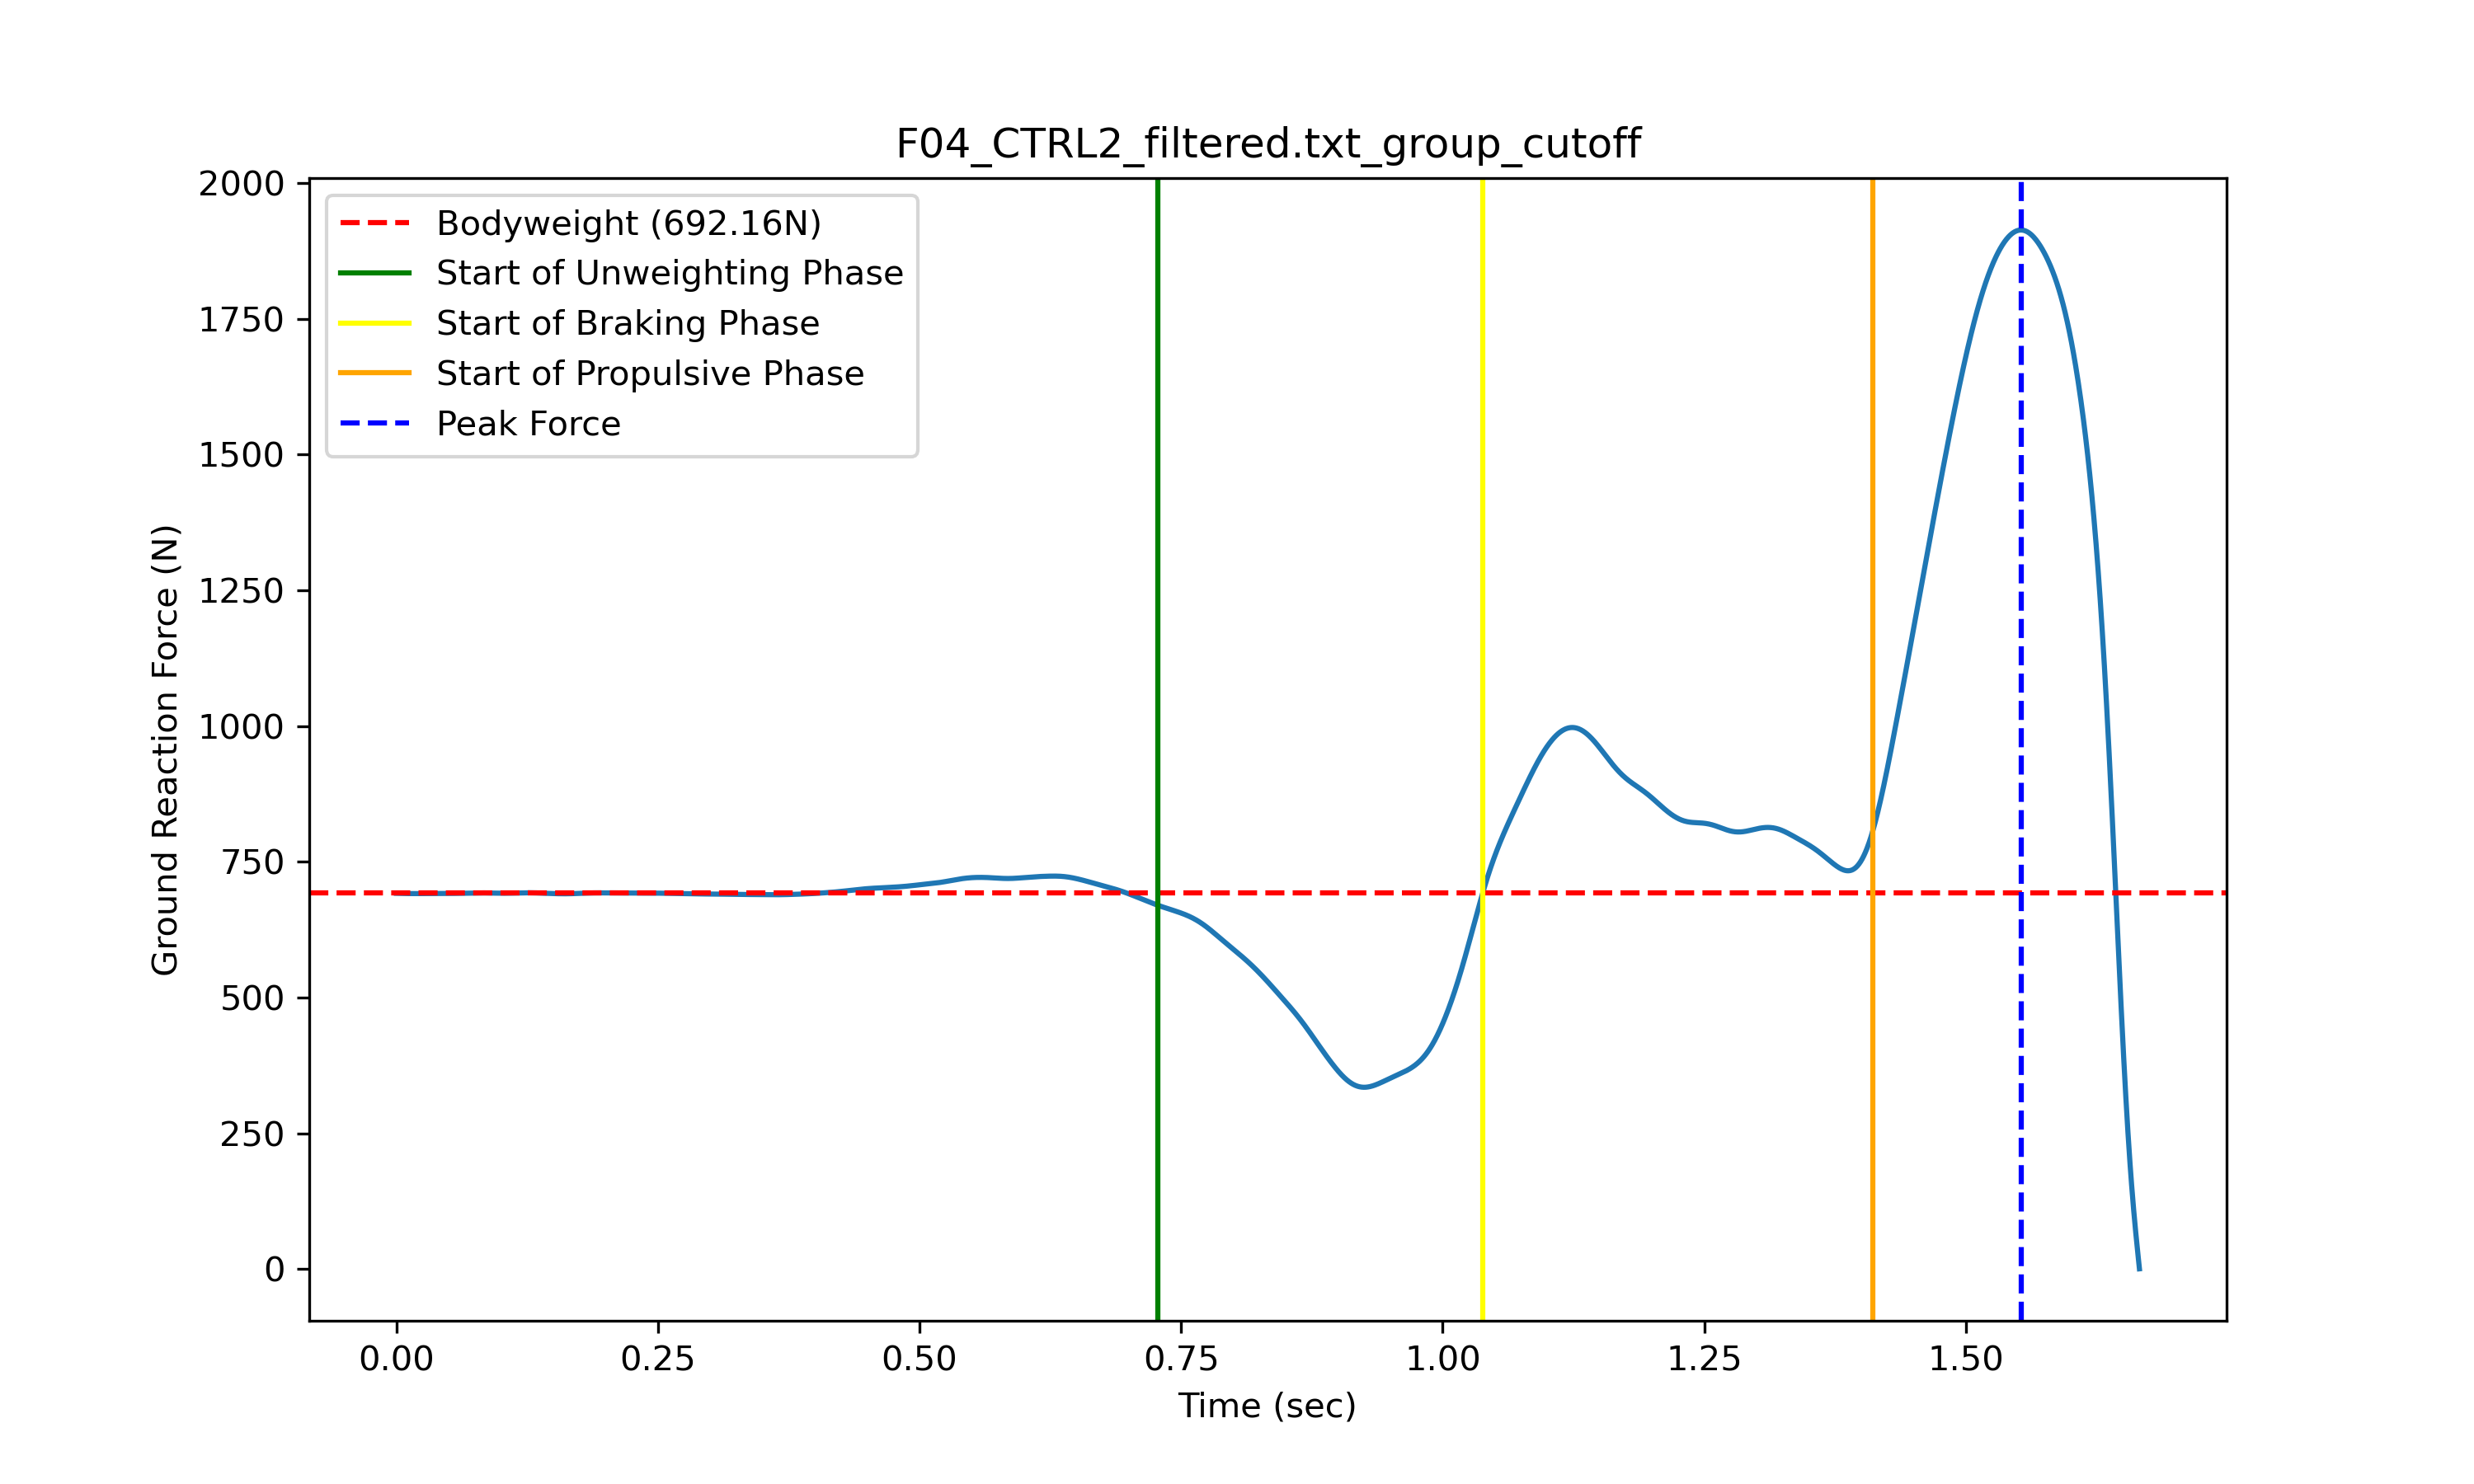 F04_CTRL2_filtered.txt_group_cutoff
2000
1750
1500
1250
1000
750
500
250
0
Ground Reaction Force (N)
Bodyweight (692.16N)
Start of Unweighting Phase
Start of Braking Phase
Start of Propulsive Phase
Peak Force
0.00 0.25 0.50 0.75 1.00 1.25 1.50
Time (sec)